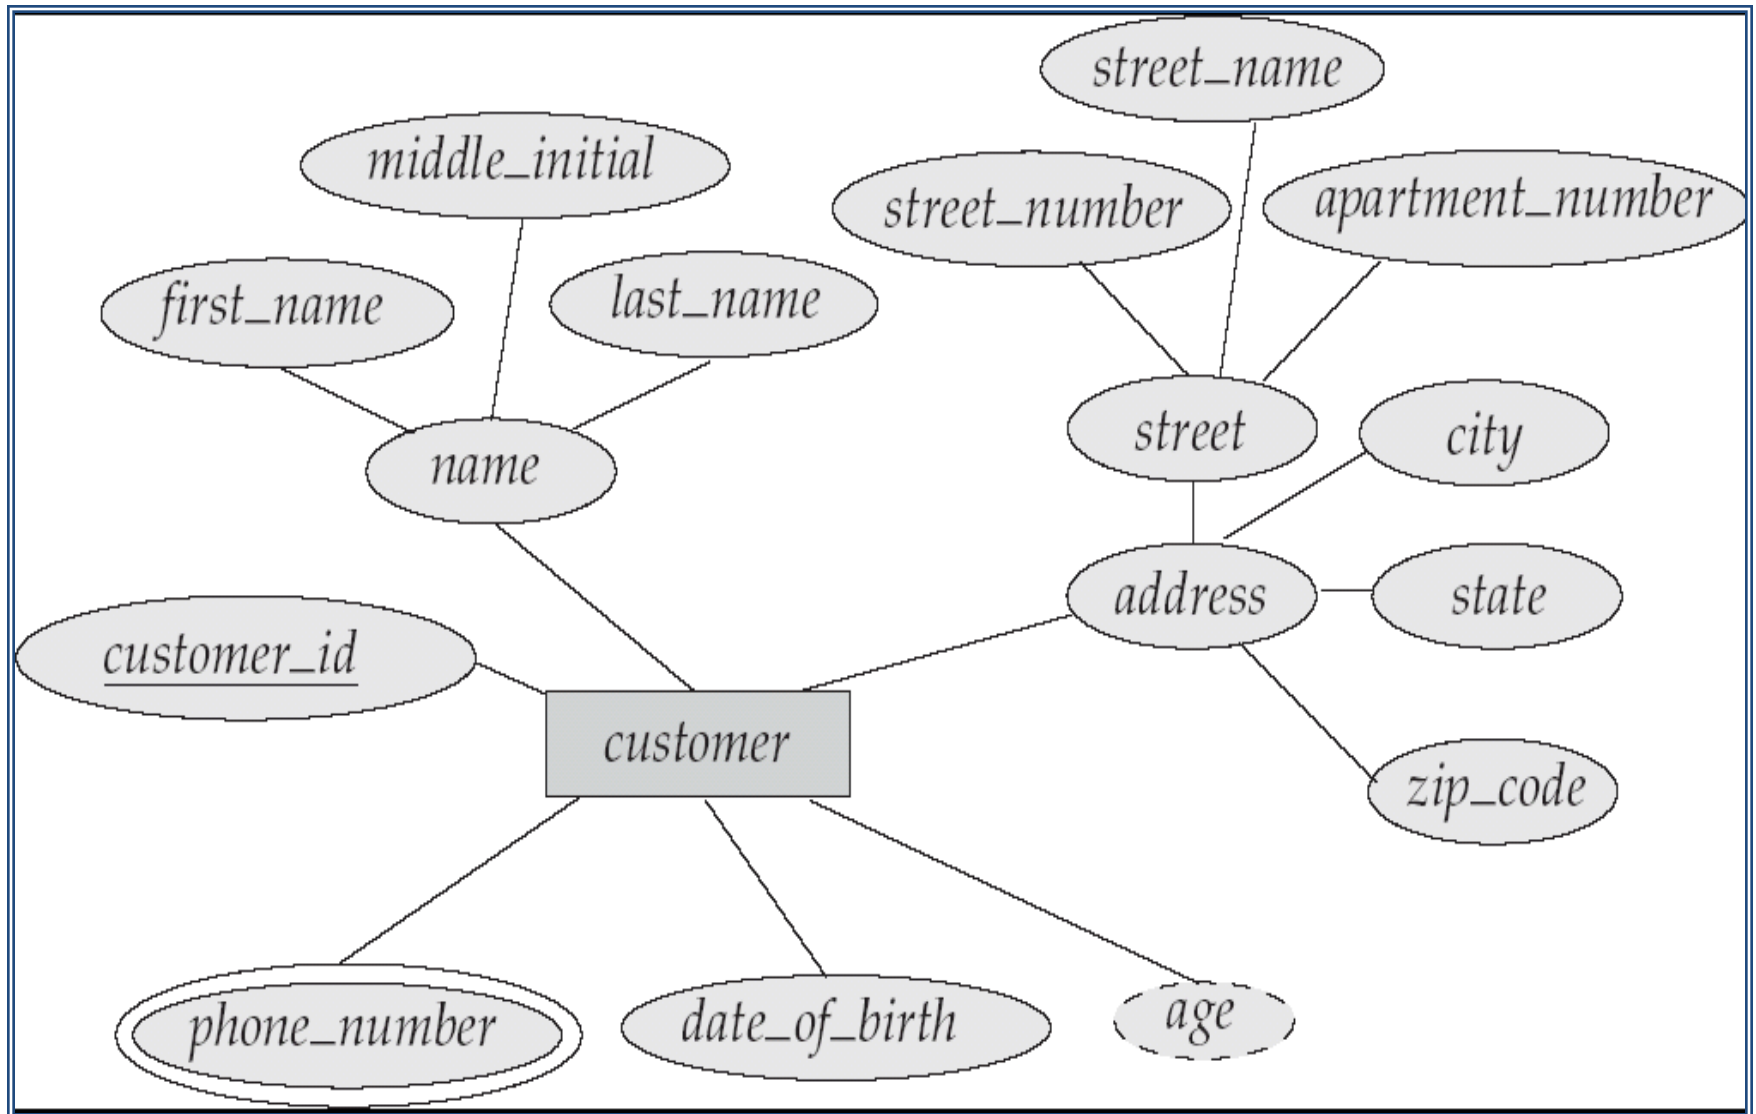 street_name
middle_initial
street_number
apartment_number
first_name
last_name
street
city
name
address
state
customer_id
customer
zip_code
phone_number
date_of_birth
age